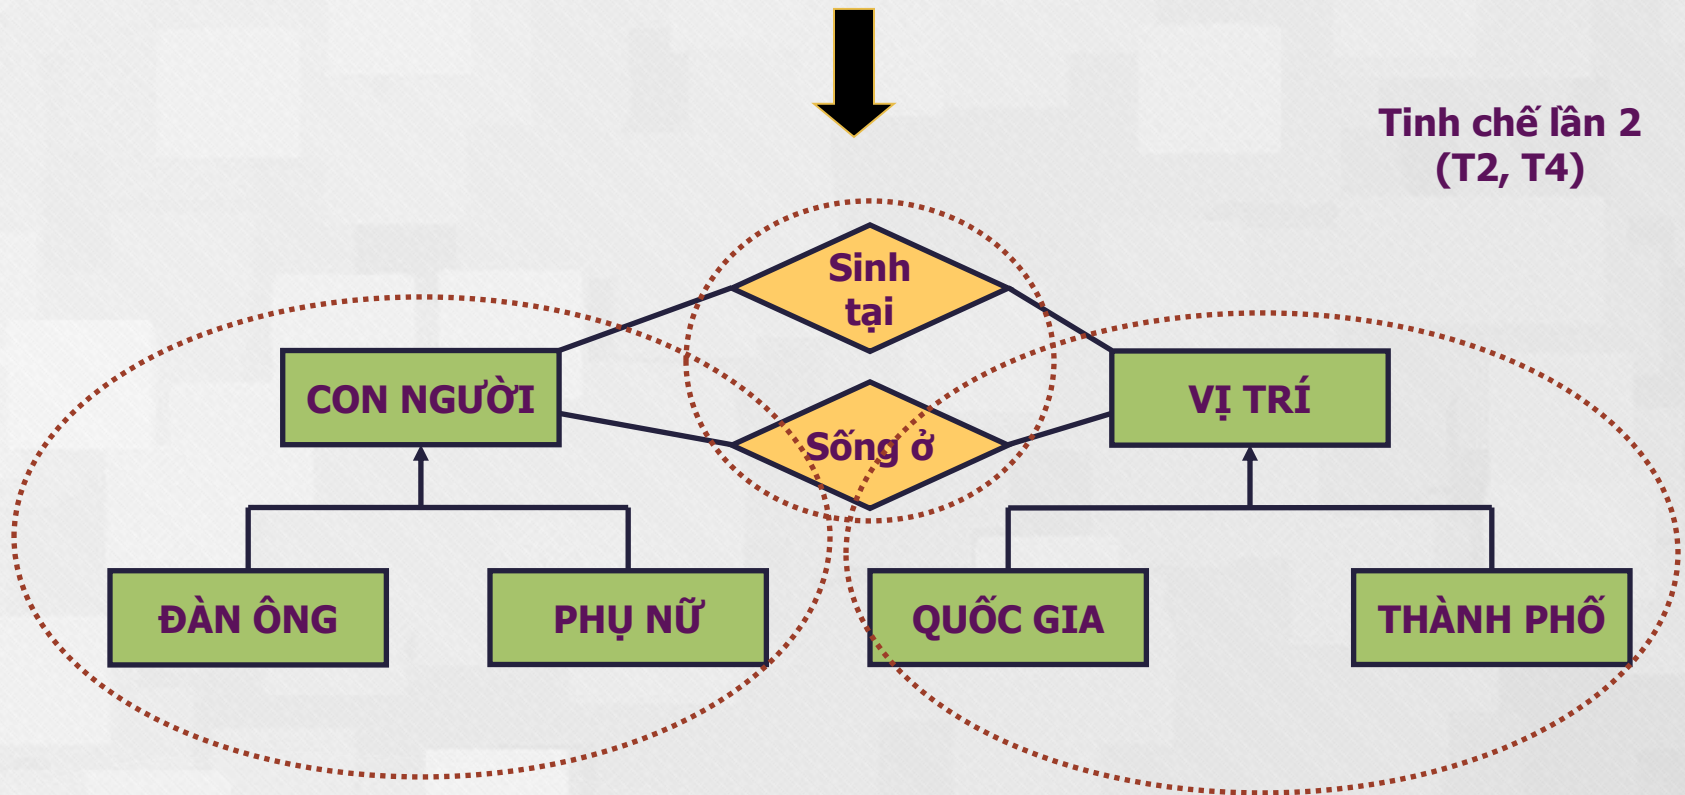 Tinh chế lần 2
(T2, T4)
Sinh
tại
CON NGƯỜI
VỊ TRÍ
Sống ở
ĐÀN ÔNG
PHỤ NỮ
QUỐC GIA
THÀNH PHỐ